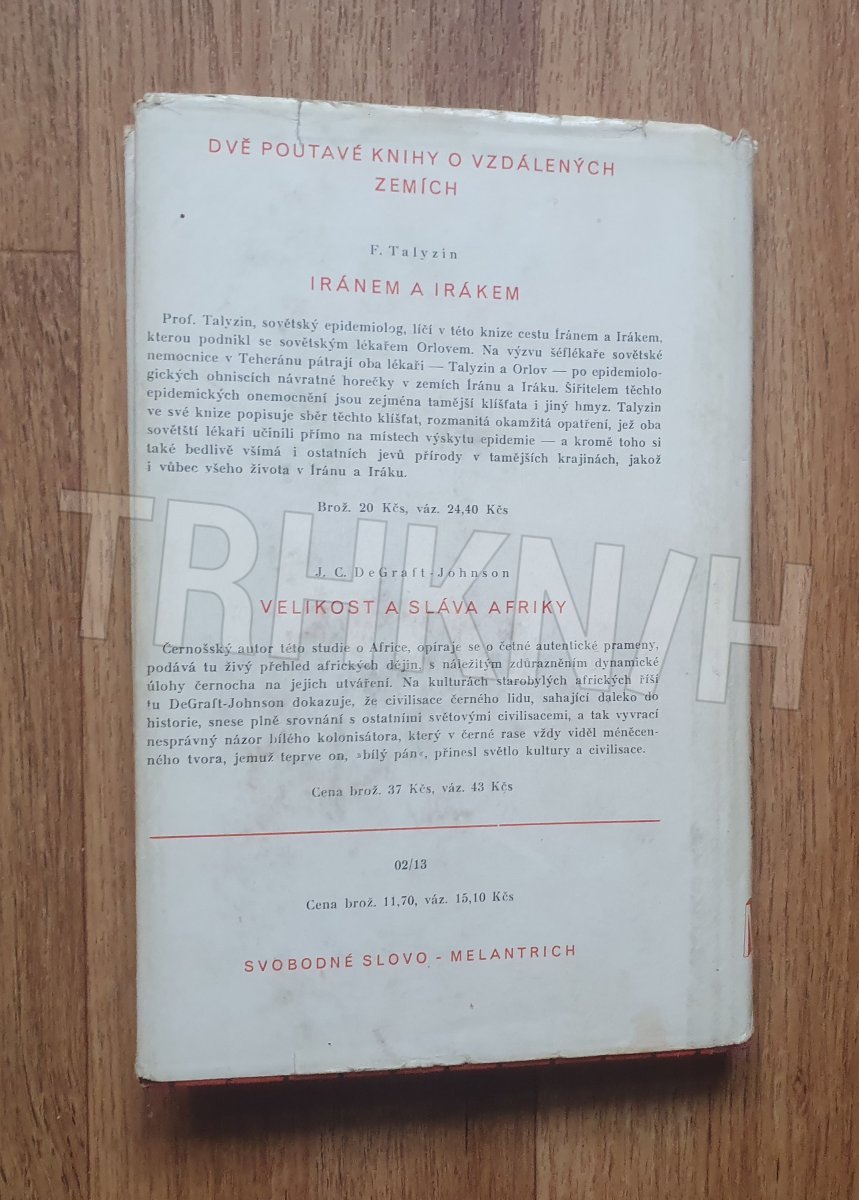 DVĚ POUTAVÉ KNIHY O VZDÁLENÝCH
ZEMÍCH
F. Talyzin
IRÁNEM A IRÁKEM
Prof. Talyzin, sovětský epidemiolog, líčí v této knize cestu Íránem a Irákem,
kterou podnikl se sovětským lékařem Orlovem. Na výzvu šéflékaře sovětské
nemocnice v Teheránu pátrají oba lékaři — Talyzin a Orlov — po epidemiolo-
gických ohniscích návratné horečky v zemích Íránu a Iráku. Šiřitelem těchto
epidemických onemocnění jsou zejména tamější klíšťata i jiný hmyz. Talyzin
ve své knize popisuje sběr těchto klíšťat, rozmanitá okamžitá opatření, jež oba
sovětští lékaři učinili přímo na místech výskytu epidemie — a kromě toho si
také bedlivě všímá i ostatních jevů přírody v tamějších krajinách, jakož
i vůbec všeho života v Íránu a Iráku.
Brož. 20 Kčs, váz. 24,40 Kčs
TRHKNIH
J. C. DeGraft-Johnson
VELIKOST A SLÁVA AFRIKY
Černošský autor této studie o Africe, opíraje se o četné autentické prameny,
podává tu živý přehled afrických dějin, s náležitým zdůrazněním dynamické
úlohy černocha na jejich utváření. Na kulturách starobylých afrických říší
tu DeGraft-Johnson dokazuje, že civilisace černého lidu, sahající daleko do
historie, snese plně srovnání s ostatními světovými civilisacemi, a tak vyvrací
nesprávný názor bílého kolonisátora, který v černé rase vždy viděl méněcen-
ného tvora, jemuž teprve on, »bílý pán«, přinesl světlo kultury a civilisace.
Cena brož. 37 Kčs, váz. 43 Kčs
02/13
Cena brož. 11,70, váz. 15,10 Kčs
SVOBODNÉ SLOVO - MELANTRICH